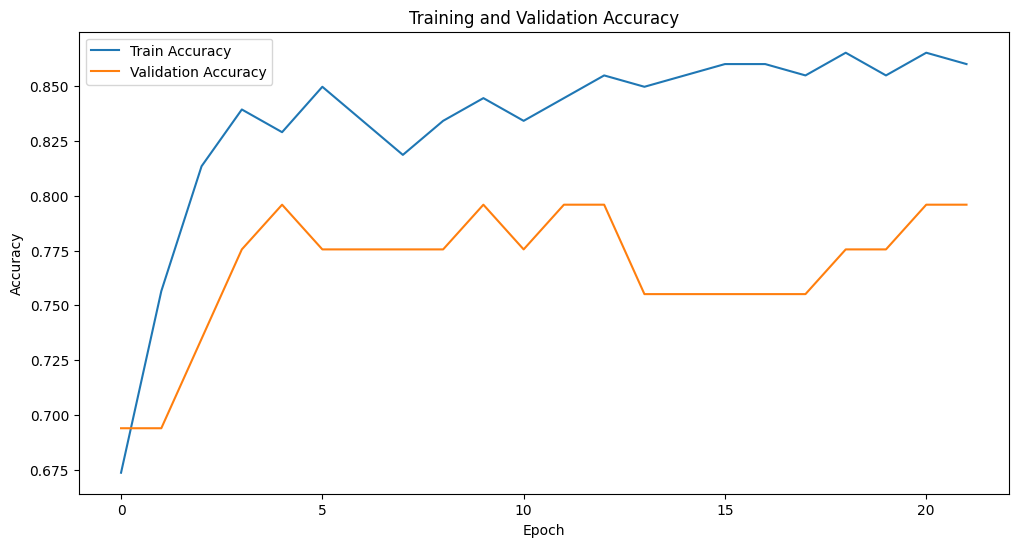 Training and Validation Accuracy
Train Accuracy
Validation Accuracy
Accuracy
0.850
0.825
0.800
0.775
0.750
0.725
0.700
0.675
0 5 10 15 20
Epoch